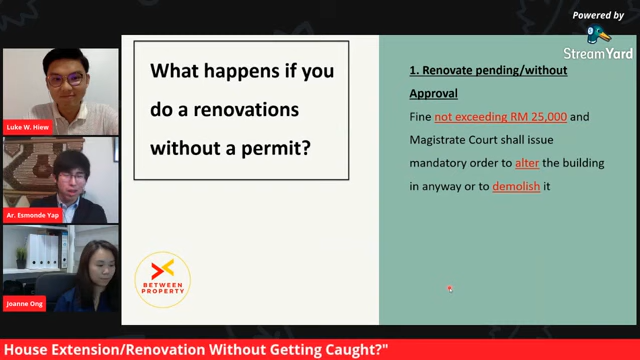 Powered by
StreamYard
Luke W. Hiew
Ar. Esmonde Yap
Joanne Ong
What happens if you
do a renovations
without a permit?
BETWEEN
PROPERTY
1. Renovate pending/without
Approval
Fine not exceeding RM 25,000 and
Magistrate Court shall issue
mandatory order to alter the building
in anyway or to demolish it
House Extension/Renovation Without Getting Caught?"